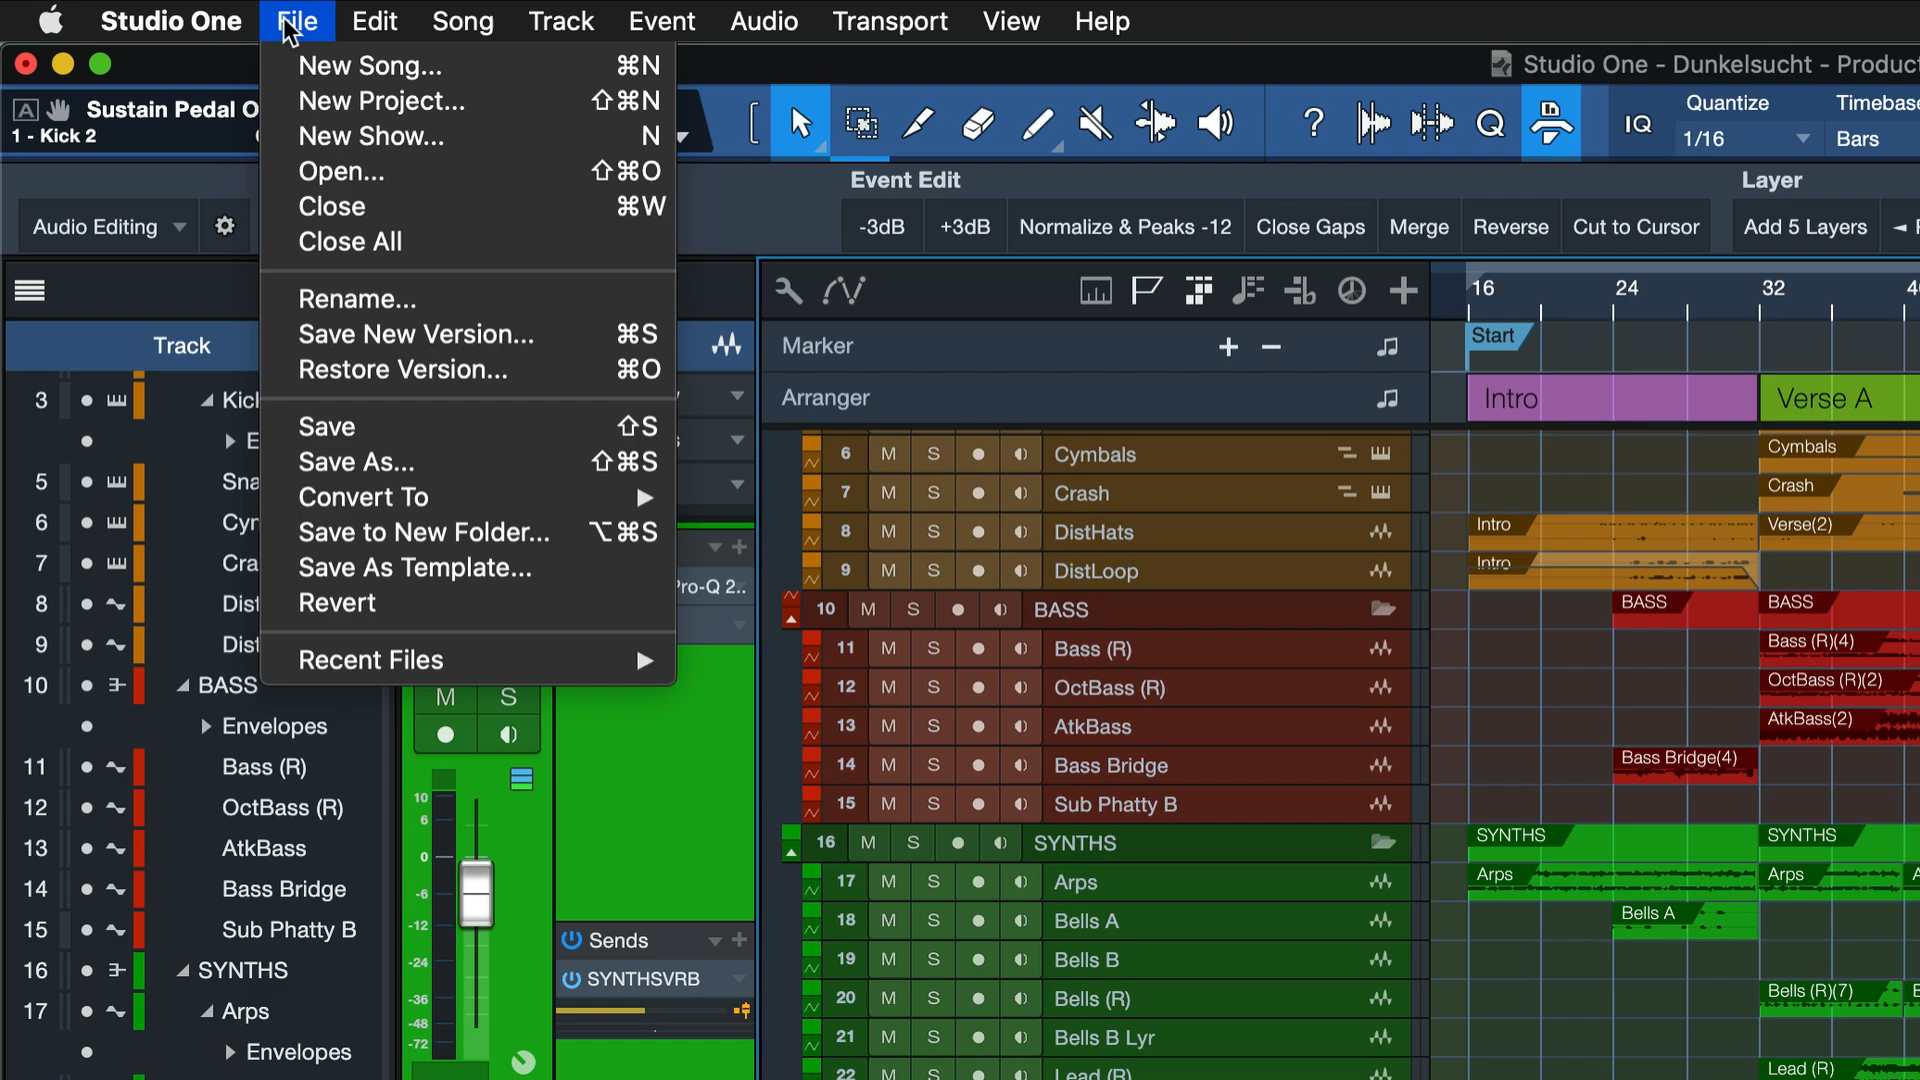 Studio One File Edit Song Track Event Audio Transport View Help
Studio One - Dunkelsucht - Product
A Sustain Pedal O
1 - Kick 2
New Song... ⌘N
New Project... ⇧⌘N
New Show... N
Open... ⇧⌘O
Close ⌘W
Close All
Rename...
Save New Version... ⌘S
Restore Version... ⌘O
Save ⇧S
Save As... ⇧⌘S
Convert To ▶
Save to New Folder... ⌥⌘S
Save As Template...
Revert
Recent Files ▶
? Q IQ
Quantize Timebase
1/16 Bars
Event Edit Layer
Audio Editing
-3dB +3dB Normalize & Peaks -12 Close Gaps Merge Reverse Cut to Cursor Add 5 Layers
16 24 32
Track
Marker + −
Start
Arranger
Intro Verse A
3 Kic
E
5 Sna
6 Cyr
7 Cra
8 Dist
9 Dist
10 BASS
Envelopes
11 Bass (R)
12 OctBass (R)
13 AtkBass
14 Bass Bridge
15 Sub Phatty B
16 SYNTHS
17 Arps
Envelopes
Pro-Q 2..
M S
10
6
0
-6
-12
-24
-36
-48
-72
Sends
SYNTHSVRB
6 M S Cymbals
7 M S Crash
8 M S DistHats
9 M S DistLoop
10 M S BASS
11 M S Bass (R)
12 M S OctBass (R)
13 M S AtkBass
14 M S Bass Bridge
15 M S Sub Phatty B
16 M S SYNTHS
17 M S Arps
18 M S Bells A
19 M S Bells B
20 M S Bells (R)
21 M S Bells B Lyr
22 M S Lead (R)
Cymbals
Crash
Intro Verse(2)
Intro
BASS BASS
Bass (R)(4)
OctBass (R)(2)
AtkBass(2)
Bass Bridge(4)
SYNTHS SYNTHS
Arps Arps A
Bells A
Bells (R)(7)
Lead (R)